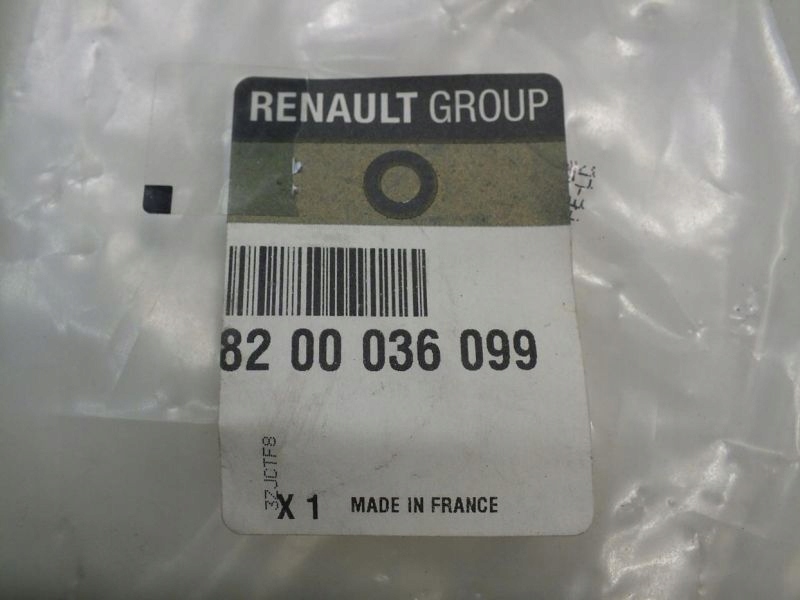 RENAULT GROUP
82 00 036 099
37JCTF8
X 1 MADE IN FRANCE